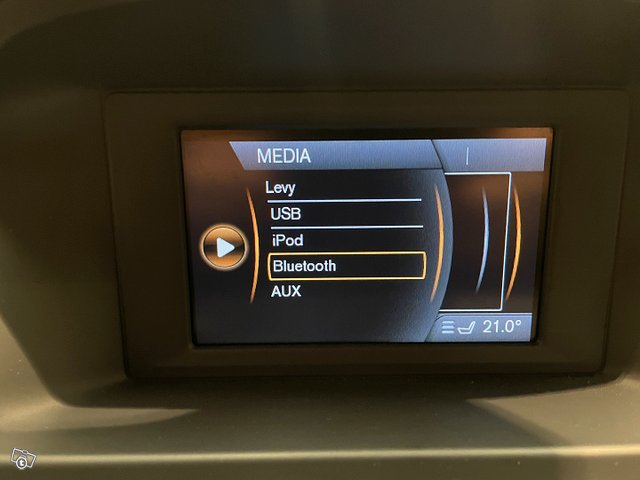 MEDIA
Levy
USB
iPod
Bluetooth
AUX
21.0°